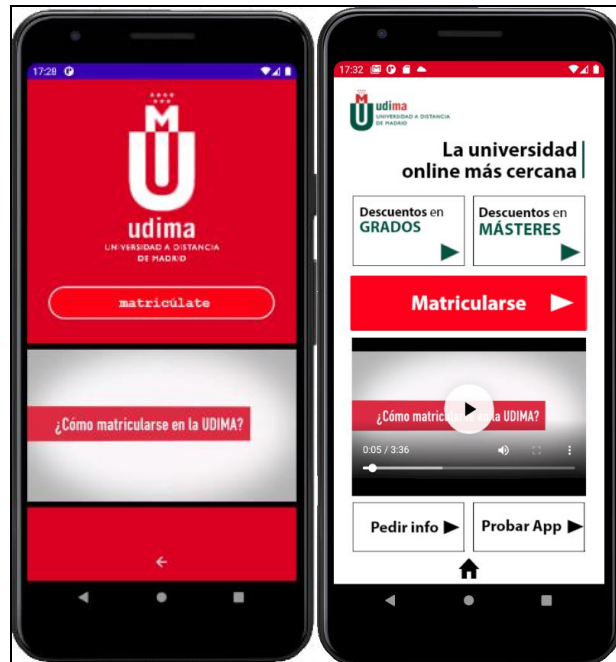 17:28
M
U
udima
UNIVERSIDAD A DISTANCIA
DE MADRID
matricúlate
¿Cómo matricularse en la UDIMA?
17:32
M
U
udima
UNIVERSIDAD A DISTANCIA
DE MADRID
La universidad
online más cercana
Descuentos en
GRADOS
Descuentos en
MÁSTERES
Matricularse
¿Cómo matricularse en la UDIMA?
0:05 / 3:36
Pedir info
Probar App